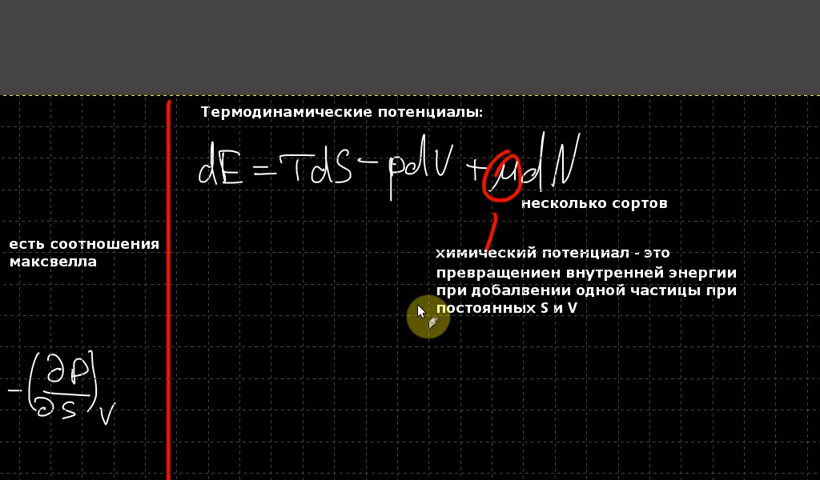 Термодинамические потенциалы:
dE = TdS - pdV + μdN
несколько сортов
есть соотношения
максвелла
химический потенциал - это
превращениен внутренней энергии
при добалвении одной частицы при
постоянных S и V
-(∂P/∂S)_V